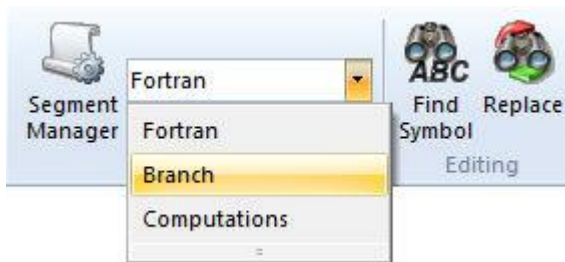 Segment
Manager
Fortran
Fortran
Branch
Computations
ABC
Find
Symbol
Replace
Editing